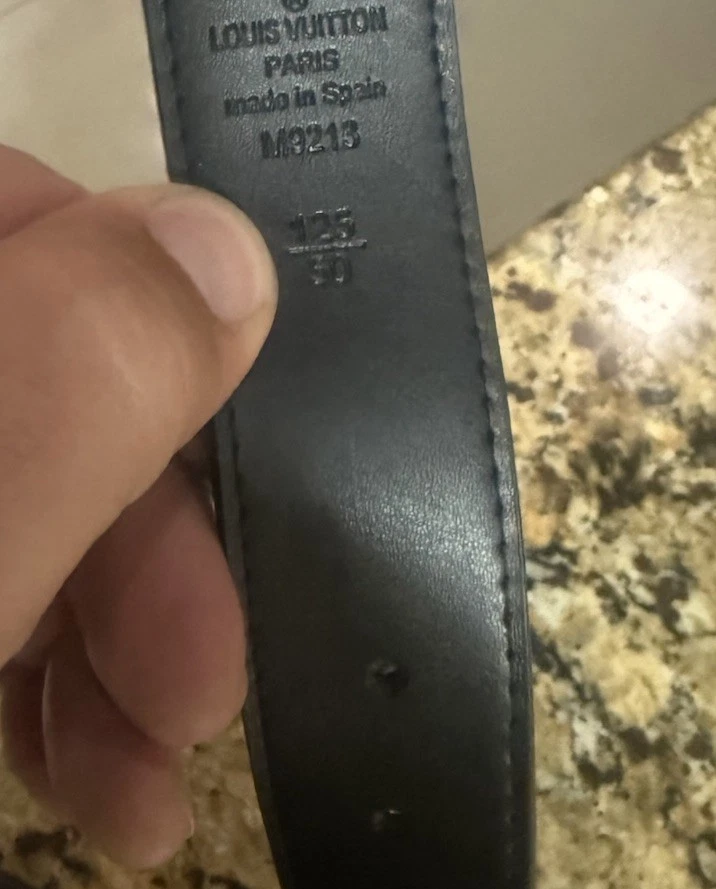 ®
LOUIS VUITTON
PARIS
made in Spain
M9213
125
50